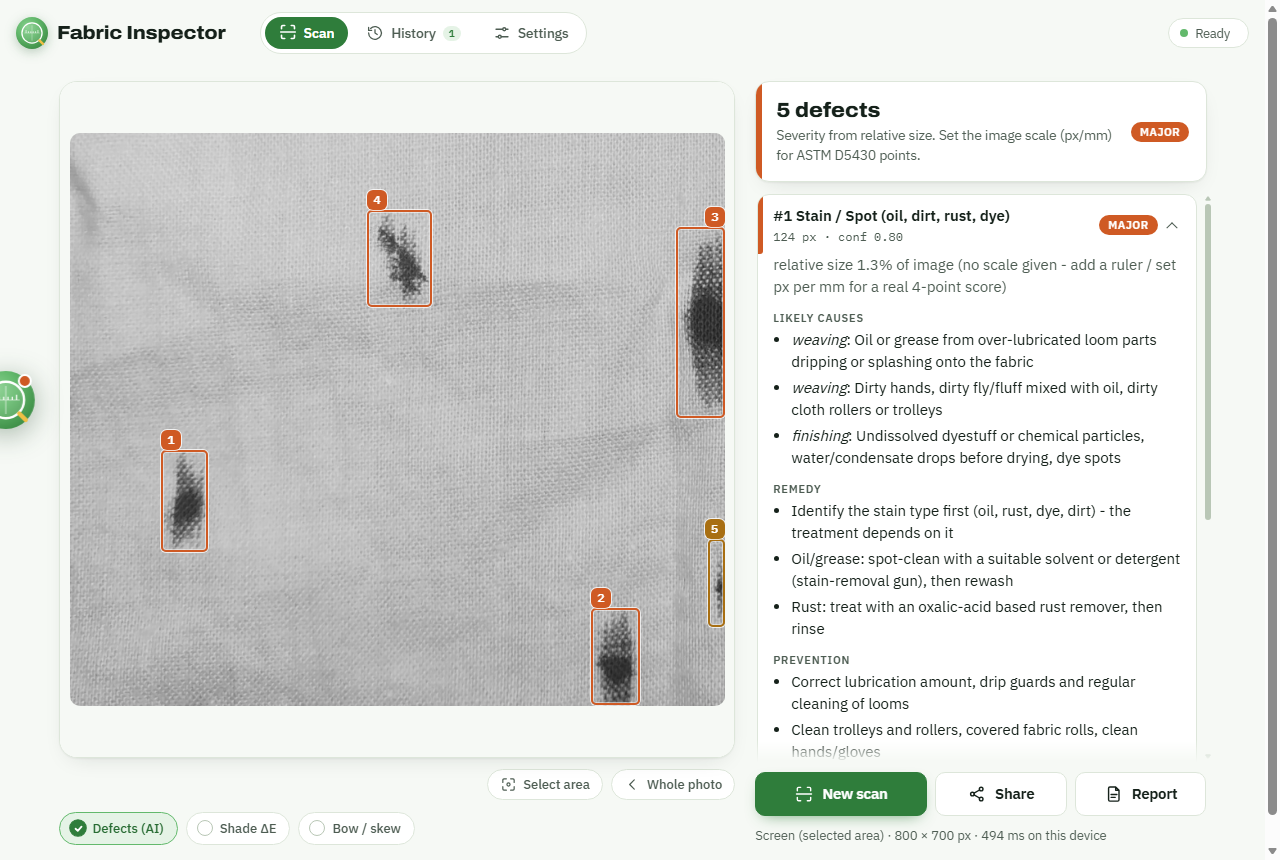 Fabric Inspector
Scan
History 1
Settings
Ready
4
3
1
5
2
Select area
Whole photo
Defects (AI)
Shade ΔE
Bow / skew
5 defects
Severity from relative size. Set the image scale (px/mm)
for ASTM D5430 points.
MAJOR
#1 Stain / Spot (oil, dirt, rust, dye)
124 px · conf 0.80
MAJOR
relative size 1.3% of image (no scale given - add a ruler / set
px per mm for a real 4-point score)
LIKELY CAUSES
• weaving: Oil or grease from over-lubricated loom parts
dripping or splashing onto the fabric
• weaving: Dirty hands, dirty fly/fluff mixed with oil, dirty
cloth rollers or trolleys
• finishing: Undissolved dyestuff or chemical particles,
water/condensate drops before drying, dye spots
REMEDY
• Identify the stain type first (oil, rust, dye, dirt) - the
treatment depends on it
• Oil/grease: spot-clean with a suitable solvent or detergent
(stain-removal gun), then rewash
• Rust: treat with an oxalic-acid based rust remover, then
rinse
PREVENTION
• Correct lubrication amount, drip guards and regular
cleaning of looms
• Clean trolleys and rollers, covered fabric rolls, clean
hands/gloves
New scan
Share
Report
Screen (selected area) · 800 × 700 px · 494 ms on this device